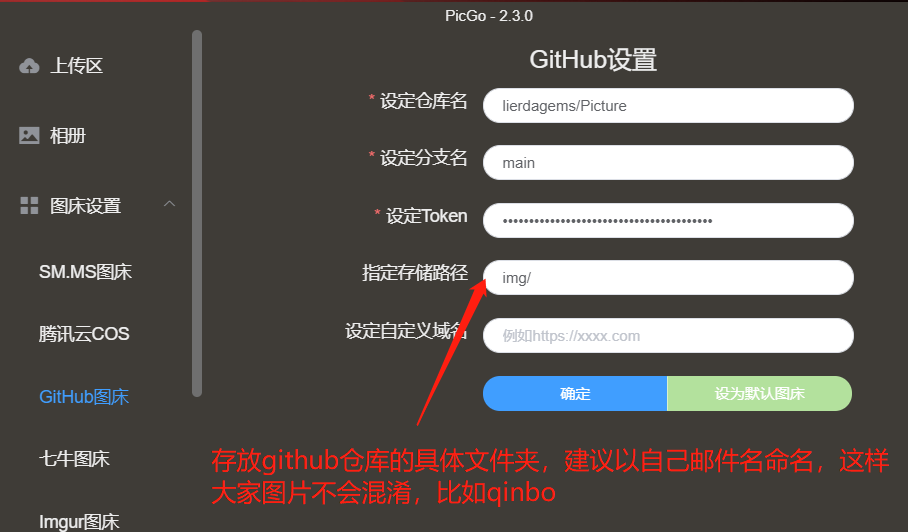 PicGo - 2.3.0
上传区
相册
图床设置
SM.MS图床
腾讯云COS
GitHub图床
七牛图床
Imgur图床
GitHub设置
* 设定仓库名
lierdagems/Picture
* 设定分支名
main
* 设定Token
••••••••••••••••••••••••••••••••••••••••
指定存储路径
img/
设定自定义域名
例如https://xxxx.com
确定
设为默认图床
存放github仓库的具体文件夹，建议以自己邮件名命名，这样
大家图片不会混淆，比如qinbo